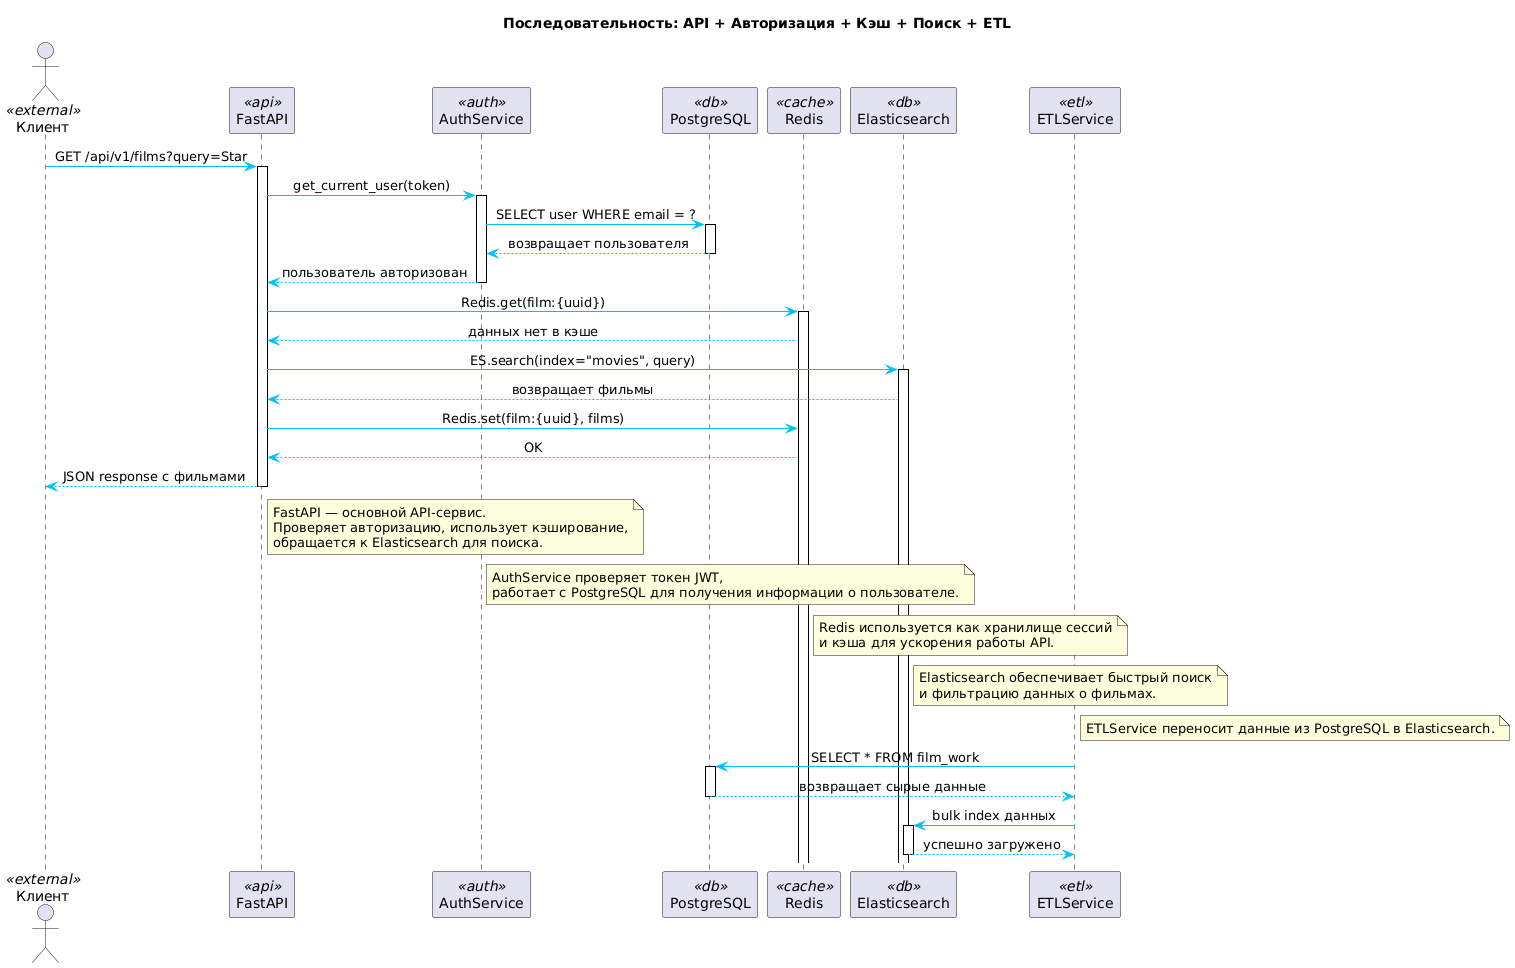 Последовательность: API + Авторизация + Кэш + Поиск + ETL
«external»
Клиент
«api»
FastAPI
«auth»
AuthService
«db»
PostgreSQL
«cache»
Redis
«db»
Elasticsearch
«etl»
ETLService
GET /api/v1/films?query=Star
get_current_user(token)
SELECT user WHERE email = ?
возвращает пользователя
пользователь авторизован
Redis.get(film:{uuid})
данных нет в кэше
ES.search(index="movies", query)
возвращает фильмы
Redis.set(film:{uuid}, films)
OK
JSON response с фильмами
FastAPI — основной API-сервис.
Проверяет авторизацию, использует кэширование,
обращается к Elasticsearch для поиска.
AuthService проверяет токен JWT,
работает с PostgreSQL для получения информации о пользователе.
Redis используется как хранилище сессий
и кэша для ускорения работы API.
Elasticsearch обеспечивает быстрый поиск
и фильтрацию данных о фильмах.
ETLService переносит данные из PostgreSQL в Elasticsearch.
SELECT * FROM film_work
возвращает сырые данные
bulk index данных
успешно загружено
«external»
Клиент
«api»
FastAPI
«auth»
AuthService
«db»
PostgreSQL
«cache»
Redis
«db»
Elasticsearch
«etl»
ETLService